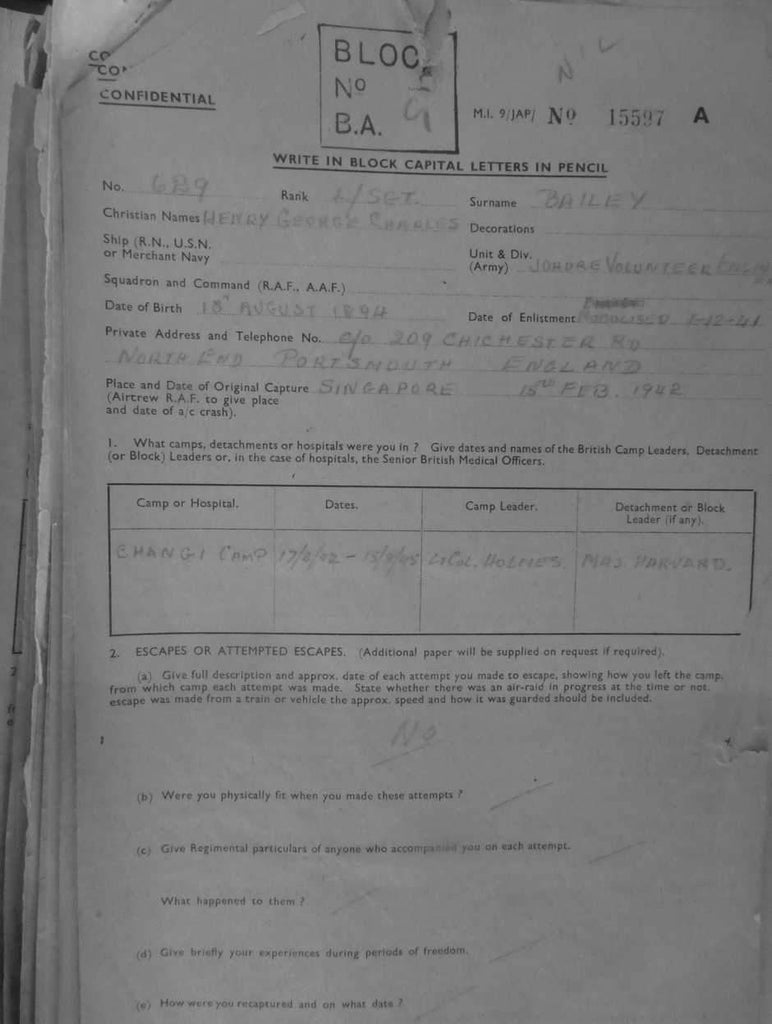 CONFIDENTIAL
BLOC
No
B.A.
NIL
M.I. 9/JAP/ No 15597 A
WRITE IN BLOCK CAPITAL LETTERS IN PENCIL
No. 689 Rank L/SGT. Surname BAILEY
Christian Names HENRY GEORGE CHARLES Decorations
Ship (R.N., U.S.N. or Merchant Navy
Unit & Div. (Army) JOHORE VOLUNTEER
Squadron and Command (R.A.F., A.A.F.)
Date of Birth 18th AUGUST 1894 Date of Enlistment MOBOLISED 1-12-41
Private Address and Telephone No. c/o 209 CHICHESTER RD
NORTH END PORTSMOUTH ENGLAND
Place and Date of Original Capture SINGAPORE 15th FEB. 1942
(Aircrew R.A.F. to give place
and date of a/c crash).
1. What camps, detachments or hospitals were you in ? Give dates and names of the British Camp Leaders, Detachment
(or Block) Leaders or, in the case of hospitals, the Senior British Medical Officers.
Camp or Hospital. Dates. Camp Leader. Detachment or Block
Leader (if any).
CHANGI CAMP 17/2/42 - LT COL. HOLMES. MAJ. HARVARD.
2. ESCAPES OR ATTEMPTED ESCAPES. (Additional paper will be supplied on request if required).
(a) Give full description and approx. date of each attempt you made to escape, showing how you left the camp.
from which camp each attempt was made. State whether there was an air-raid in progress at the time or not.
escape was made from a train or vehicle the approx. speed and how it was guarded should be included.
No
(b) Were you physically fit when you made these attempts ?
(c) Give Regimental particulars of anyone who accompanied you on each attempt.
What happened to them ?
(d) Give briefly your experiences during periods of freedom.
(e) How were you recaptured and on what date ?